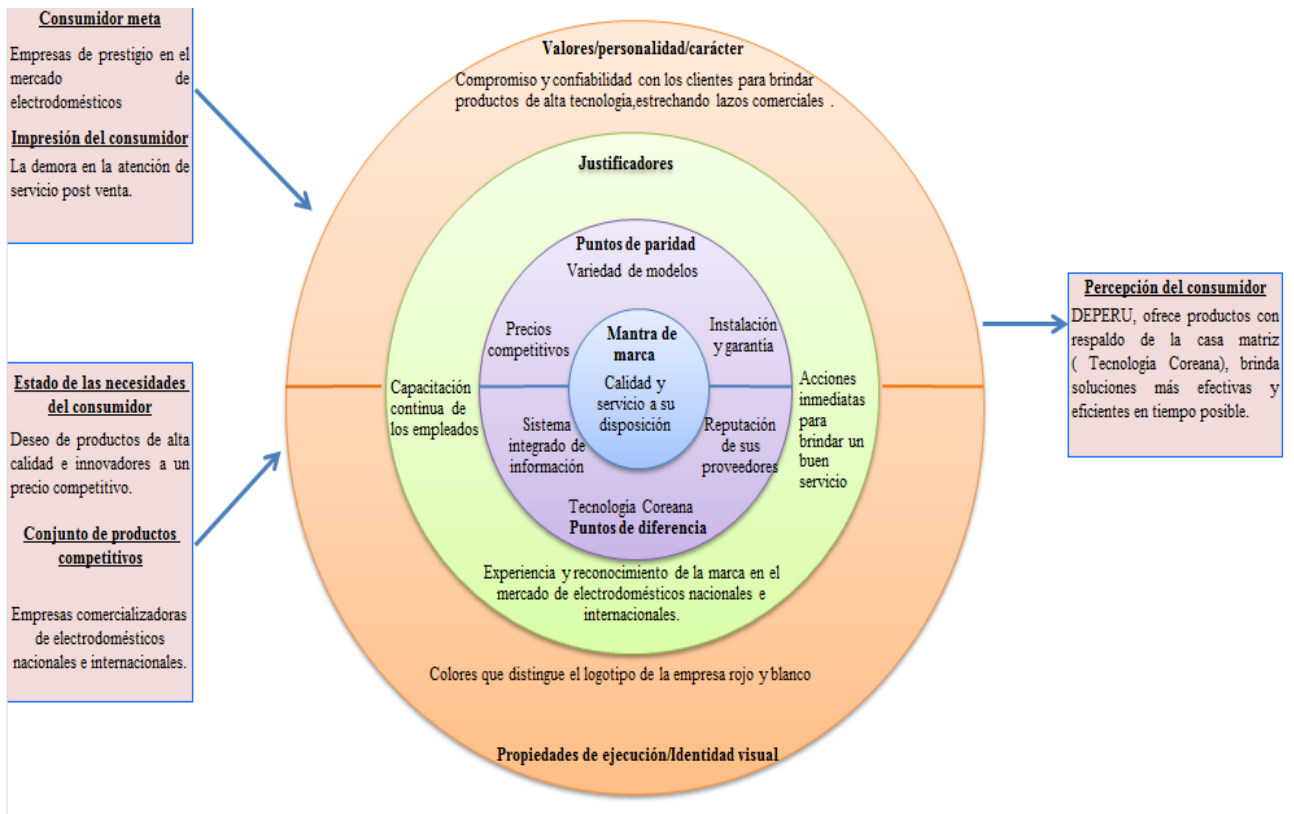 Consumidor meta
Empresas de prestigio en el
mercado de
electrodomésticos
Impresión del consumidor
La demora en la atención de
servicio post venta.
Estado de las necesidades
del consumidor
Deseo de productos de alta
calidad e innovadores a un
precio competitivo.
Conjunto de productos
competitivos
Empresas comercializadoras
de electrodomésticos
nacionales e internacionales.
Valores/personalidad/carácter
Compromiso y confiabilidad con los clientes para brindar
productos de alta tecnología,estrechando lazos comerciales .
Justificadores
Puntos de paridad
Variedad de modelos
Precios
competitivos
Instalación
y garantía
Mantra de
marca
Calidad y
servicio a su
disposición
Capacitación
continua de
los empleados
Acciones
inmediatas
para
brindar un
buen
servicio
Sistema
integrado de
información
Reputación
de sus
proveedores
Tecnología Coreana
Puntos de diferencia
Experiencia y reconocimiento de la marca en el
mercado de electrodomésticos nacionales e
internacionales.
Colores que distingue el logotipo de la empresa rojo y blanco
Propiedades de ejecución/Identidad visual
Percepción del consumidor
DEPERU, ofrece productos con
respaldo de la casa matriz
( Tecnología Coreana), brinda
soluciones más efectivas y
eficientes en tiempo posible.